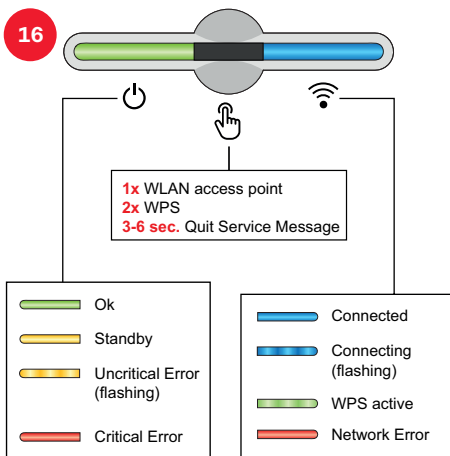 16
1x WLAN access point
2x WPS
3-6 sec. Quit Service Message
Ok
Standby
Uncritical Error
(flashing)
Critical Error
Connected
Connecting
(flashing)
WPS active
Network Error